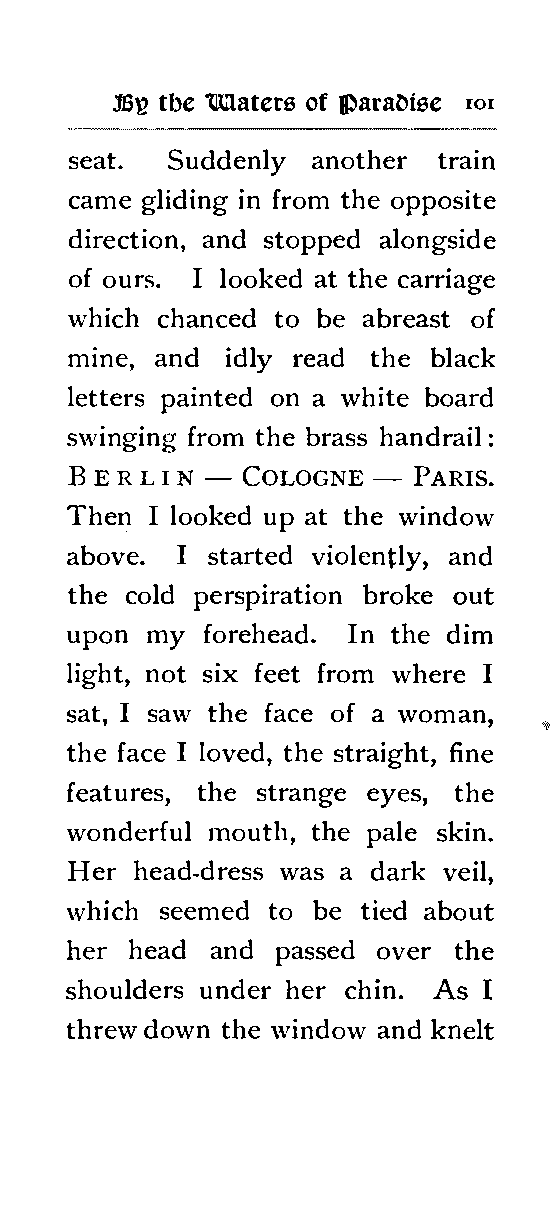 By the Waters of Paradise 101
seat. Suddenly another train
came gliding in from the opposite
direction, and stopped alongside
of ours. I looked at the carriage
which chanced to be abreast of
mine, and idly read the black
letters painted on a white board
swinging from the brass handrail:
BERLIN — COLOGNE — PARIS.
Then I looked up at the window
above. I started violently, and
the cold perspiration broke out
upon my forehead. In the dim
light, not six feet from where I
sat, I saw the face of a woman,
the face I loved, the straight, fine
features, the strange eyes, the
wonderful mouth, the pale skin.
Her head-dress was a dark veil,
which seemed to be tied about
her head and passed over the
shoulders under her chin. As I
threw down the window and knelt